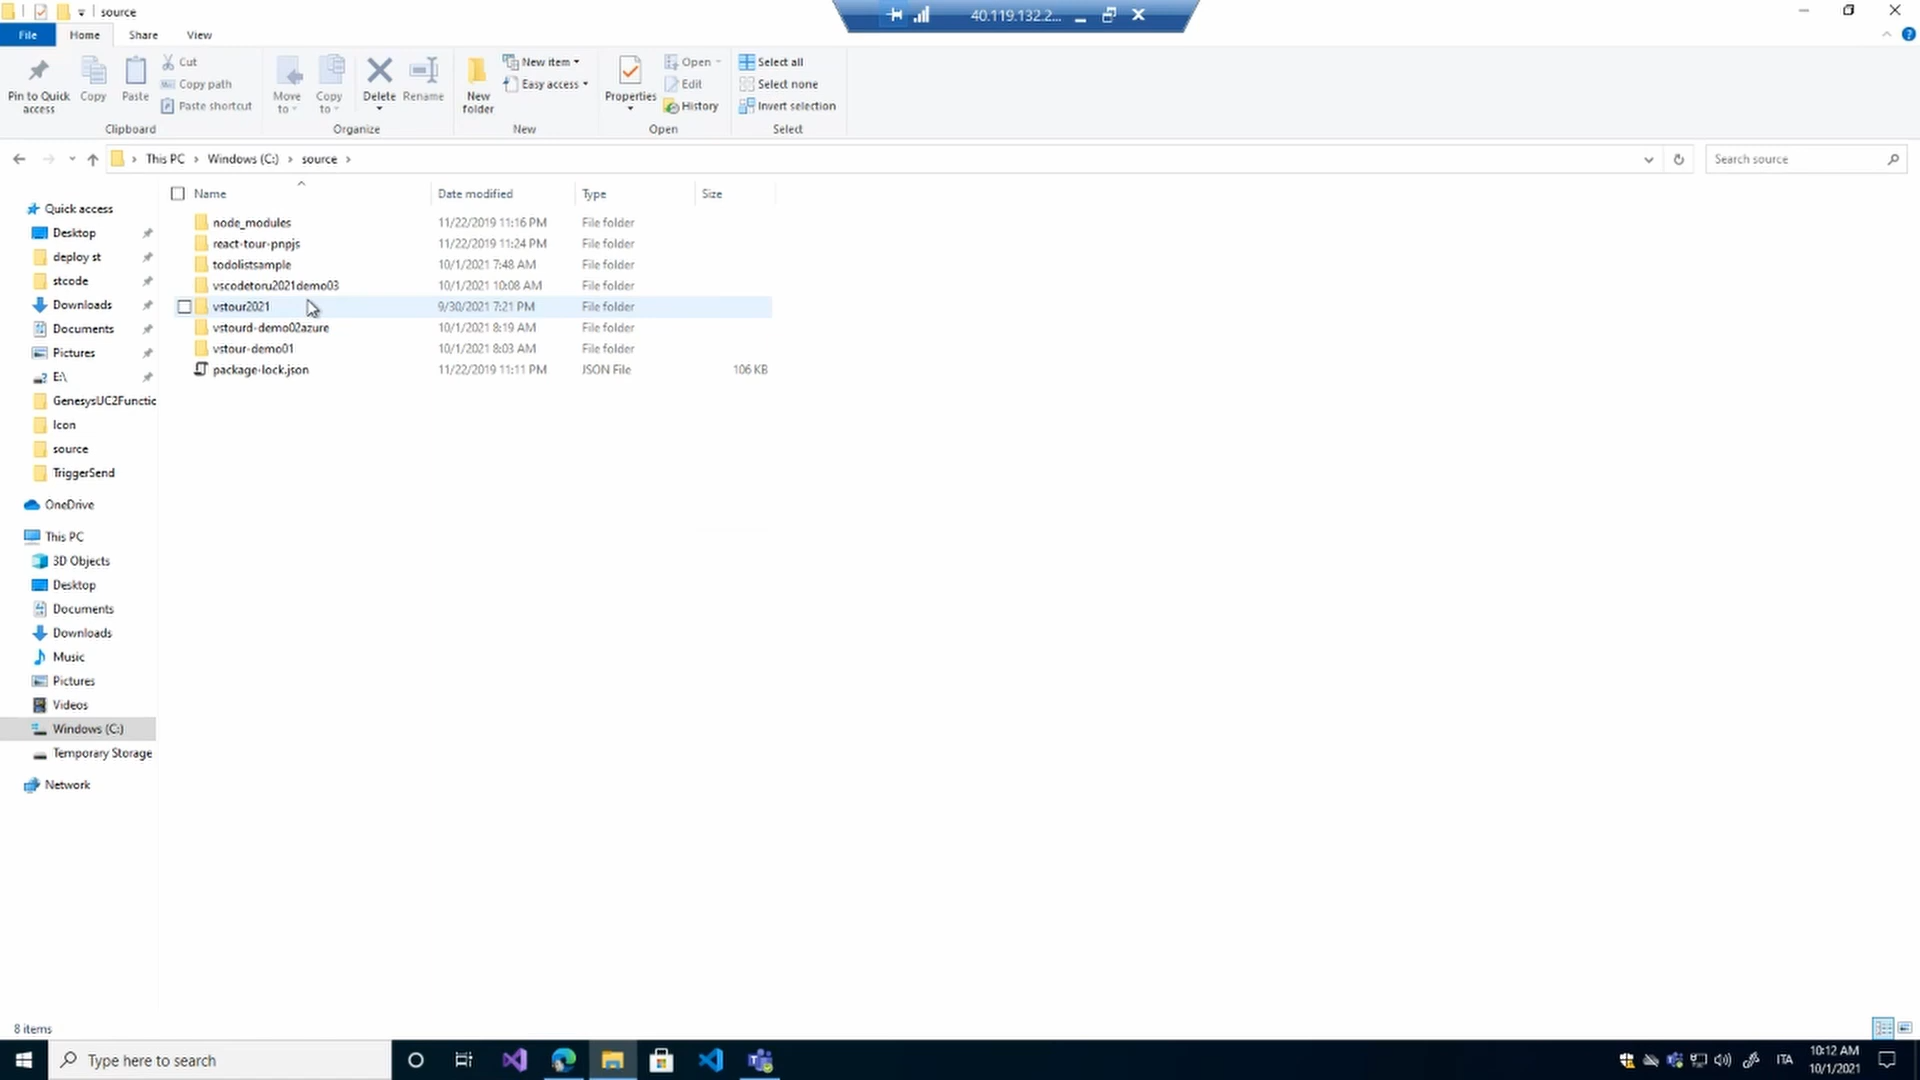 source
40.119.132.2...
File Home Share View
Pin to Quick access
Copy
Paste
Cut
Copy path
Paste shortcut
Clipboard
Move to
Copy to
Delete
Rename
Organize
New folder
New item
Easy access
New
Properties
Open
Edit
History
Open
Select all
Select none
Invert selection
Select
This PC > Windows (C:) > source >
Search source
Name Date modified Type Size
node_modules 11/22/2019 11:16 PM File folder
react-tour-pnpjs 11/22/2019 11:24 PM File folder
todolistsample 10/1/2021 7:48 AM File folder
vscodetoru2021demo03 10/1/2021 10:08 AM File folder
vstour2021 9/30/2021 7:21 PM File folder
vstourd-demo02azure 10/1/2021 8:19 AM File folder
vstour-demo01 10/1/2021 8:03 AM File folder
package-lock.json 11/22/2019 11:11 PM JSON File 106 KB
Quick access
Desktop
deploy st
stcode
Downloads
Documents
Pictures
E:\
GenesysUC2Functic
Icon
source
TriggerSend
OneDrive
This PC
3D Objects
Desktop
Documents
Downloads
Music
Pictures
Videos
Windows (C:)
Temporary Storage
Network
8 items
Type here to search
ITA
10:12 AM
10/1/2021